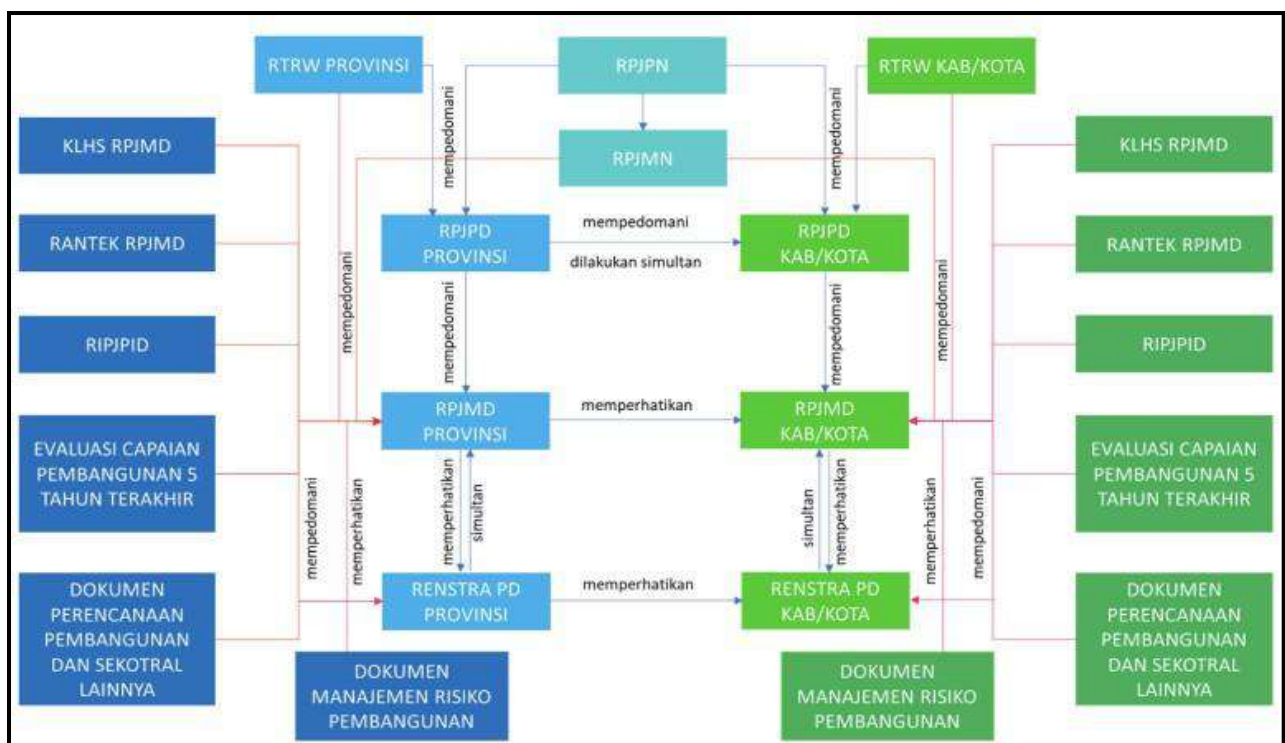 RTRW PROVINSI
RPJPN
RTRW KAB/KOTA
mempedomani
mempedomani
KLHS RPJMD
RPJMN
KLHS RPJMD
RANTEK RPJMD
RPJPD
PROVINSI
mempedomani
dilakukan simultan
RPJPD
KAB/KOTA
RANTEK RPJMD
mempedomani
mempedomani
mempedomani
mempedomani
RIPJPID
RIPJPID
RPJMD
PROVINSI
memperhatikan
RPJMD
KAB/KOTA
EVALUASI CAPAIAN
PEMBANGUNAN 5
TAHUN TERAKHIR
EVALUASI CAPAIAN
PEMBANGUNAN 5
TAHUN TERAKHIR
mempedomani
memperhatikan
memperhatikan
simultan
simultan
memperhatikan
memperhatikan
mempedomani
DOKUMEN
PERENCANAAN
PEMBANGUNAN
DAN SEKOTRAL
LAINNYA
RENSTRA PD
PROVINSI
memperhatikan
RENSTRA PD
KAB/KOTA
DOKUMEN
PERENCANAAN
PEMBANGUNAN
DAN SEKOTRAL
LAINNYA
DOKUMEN
MANAJEMEN RISIKO
PEMBANGUNAN
DOKUMEN
MANAJEMEN RISIKO
PEMBANGUNAN